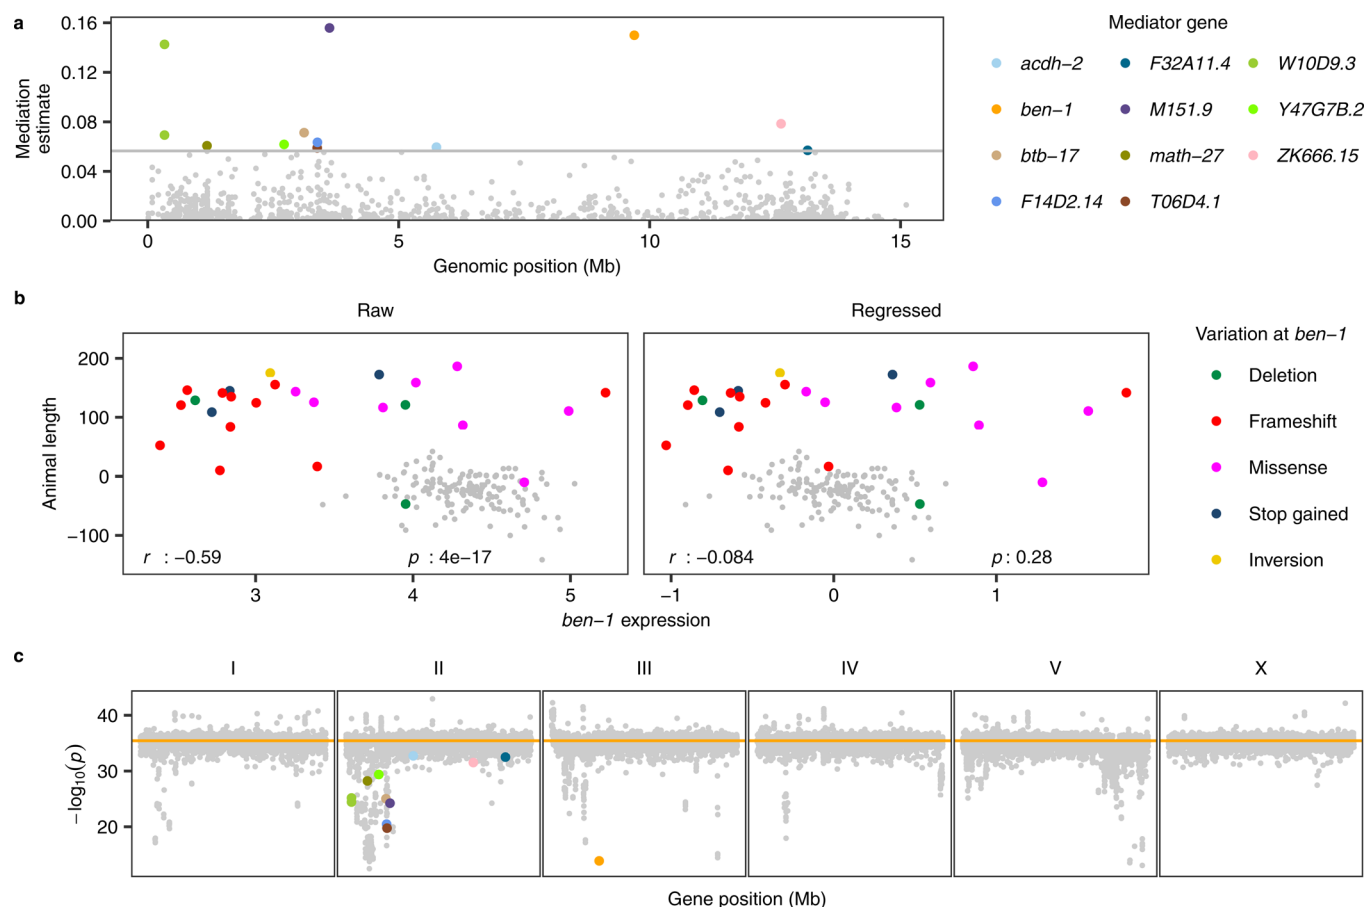 a
Mediation
estimate
0.16
0.12
0.08
0.04
0.00
0 5 10 15
Genomic position (Mb)
Mediator gene
acdh−2 F32A11.4 W10D9.3
ben−1 M151.9 Y47G7B.2
btb−17 math−27 ZK666.15
F14D2.14 T06D4.1
b
Raw Regressed
Animal length
200
100
0
−100
r : −0.59 p : 4e−17
r : −0.084 p : 0.28
3 4 5 −1 0 1
ben−1 expression
Variation at ben−1
Deletion
Frameshift
Missense
Stop gained
Inversion
c
I II III IV V X
−log10(p)
40
30
20
Gene position (Mb)